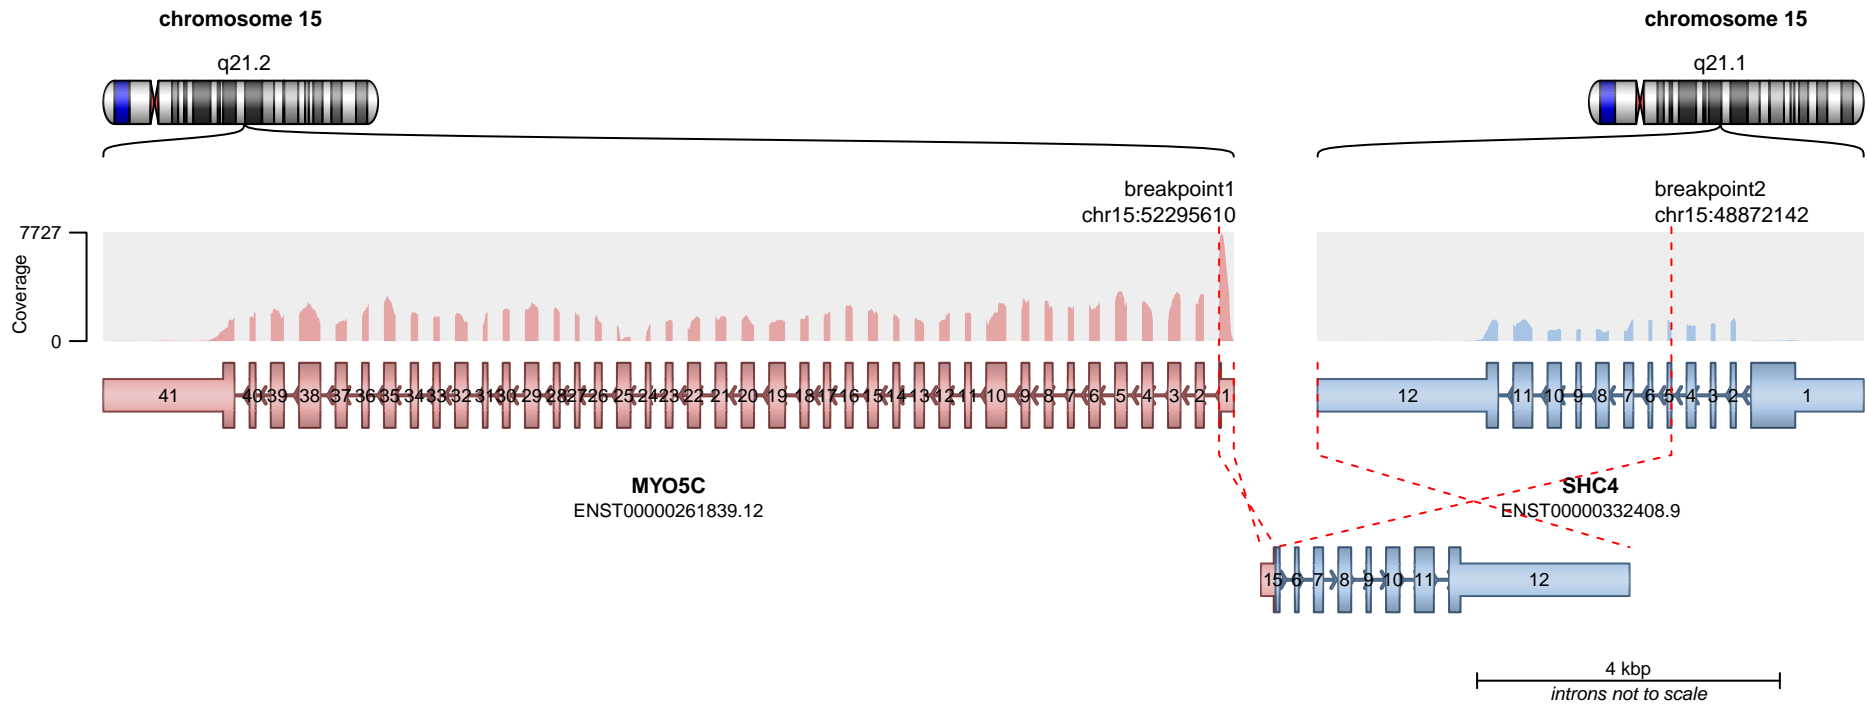 chromosome 15
chromosome 15
q21.2
q21.1
breakpoint1
chr15:52295610
breakpoint2
chr15:48872142
7727
Coverage
0
41 40 39 38 37 36 35 34 33 32 31 30 29 28 27 26 25 24 23 22 21 20 19 18 17 16 15 14 13 12 11 10 9 8 7 6 5 4 3 2 1
12 11 10 9 8 7 6 5 4 3 2 1
MYO5C
ENST00000261839.12
SHC4
ENST00000332408.9
1 5 6 7 8 9 10 11 12
4 kbp
introns not to scale